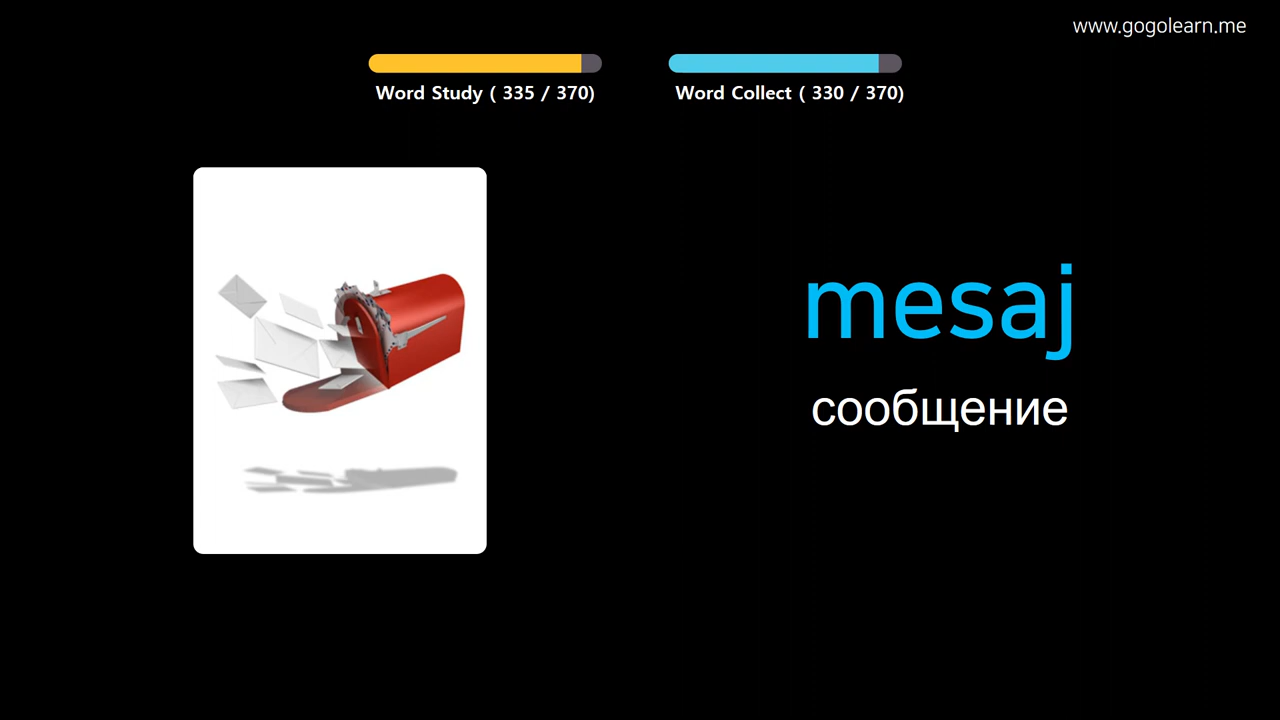 www.gogolearn.me
Word Study ( 335 / 370)
Word Collect ( 330 / 370)
mesaj
сообщение